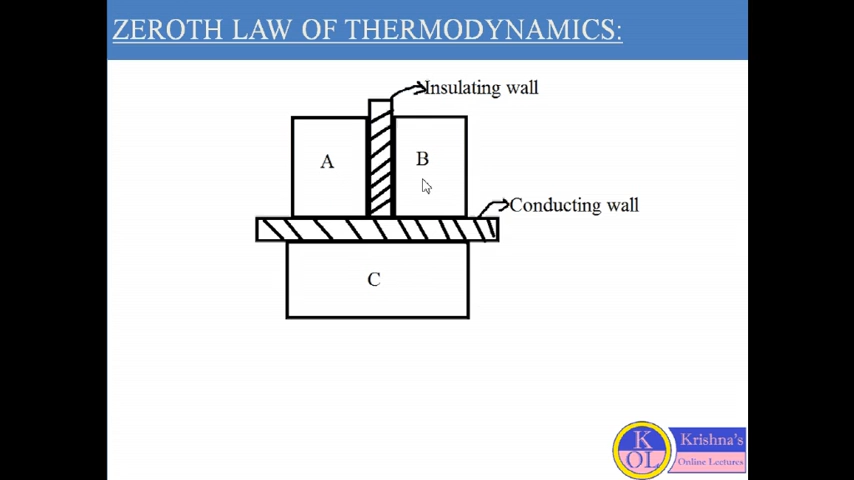 ZEROTH LAW OF THERMODYNAMICS:
Insulating wall
A
B
Conducting wall
C
K
OL
Krishna's
Online Lectures